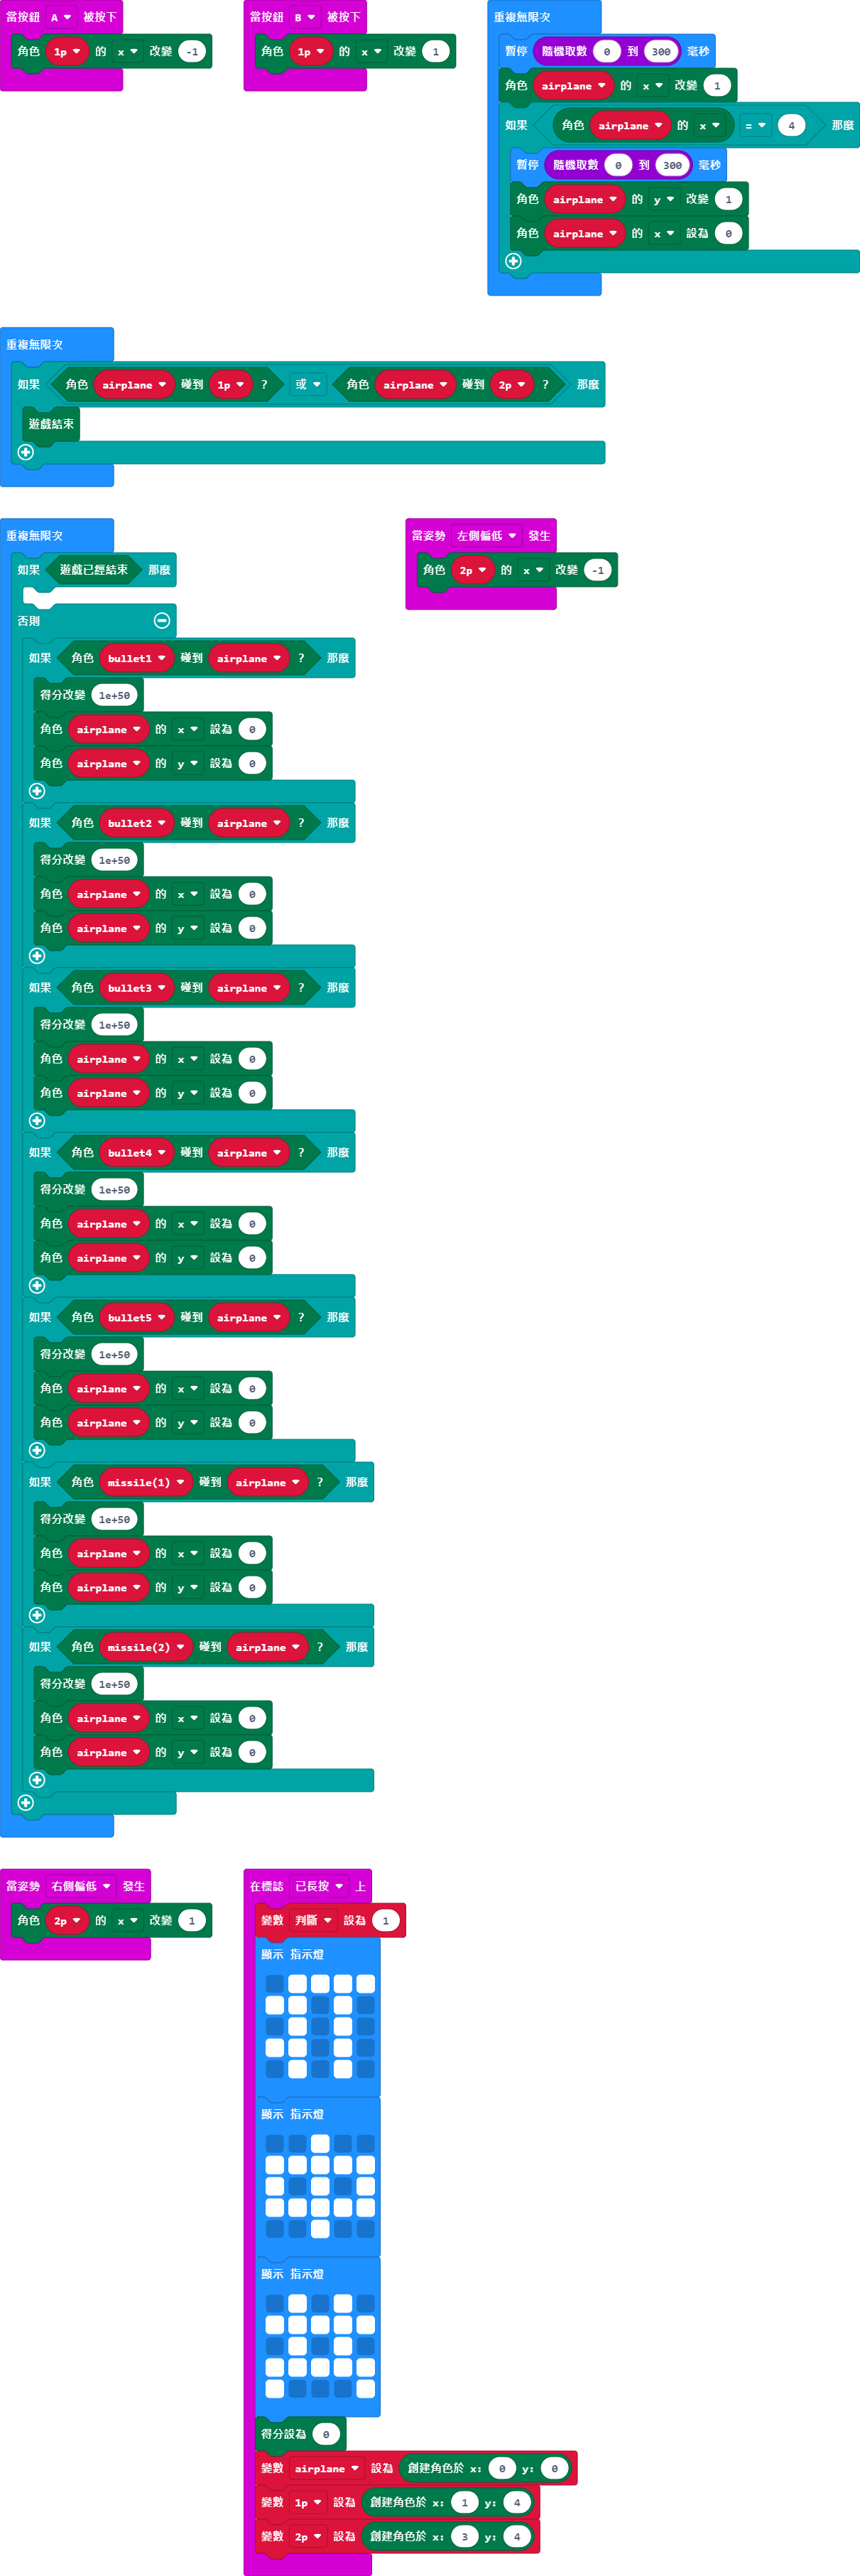 當按鈕 A 被按下
角色 1p 的 x 改變 -1
當按鈕 B 被按下
角色 1p 的 x 改變 1
重複無限次
暫停 隨機取數 0 到 300 毫秒
角色 airplane 的 x 改變 1
如果 角色 airplane 的 x = 4 那麼
暫停 隨機取數 0 到 300 毫秒
角色 airplane 的 y 改變 1
角色 airplane 的 x 設為 0
重複無限次
如果 角色 airplane 碰到 1p ? 或 角色 airplane 碰到 2p ? 那麼
遊戲結束
重複無限次
如果 遊戲已經結束 那麼
否則
如果 角色 bullet1 碰到 airplane ? 那麼
得分改變 1e+50
角色 airplane 的 x 設為 0
角色 airplane 的 y 設為 0
如果 角色 bullet2 碰到 airplane ? 那麼
得分改變 1e+50
角色 airplane 的 x 設為 0
角色 airplane 的 y 設為 0
如果 角色 bullet3 碰到 airplane ? 那麼
得分改變 1e+50
角色 airplane 的 x 設為 0
角色 airplane 的 y 設為 0
如果 角色 bullet4 碰到 airplane ? 那麼
得分改變 1e+50
角色 airplane 的 x 設為 0
角色 airplane 的 y 設為 0
如果 角色 bullet5 碰到 airplane ? 那麼
得分改變 1e+50
角色 airplane 的 x 設為 0
角色 airplane 的 y 設為 0
如果 角色 missile(1) 碰到 airplane ? 那麼
得分改變 1e+50
角色 airplane 的 x 設為 0
角色 airplane 的 y 設為 0
如果 角色 missile(2) 碰到 airplane ? 那麼
得分改變 1e+50
角色 airplane 的 x 設為 0
角色 airplane 的 y 設為 0
當姿勢 左側偏低 發生
角色 2p 的 x 改變 -1
當姿勢 右側偏低 發生
角色 2p 的 x 改變 1
在標誌 已長按 上
變數 判斷 設為 1
顯示 指示燈
顯示 指示燈
顯示 指示燈
得分設為 0
變數 airplane 設為 創建角色於 x: 0 y: 0
變數 1p 設為 創建角色於 x: 1 y: 4
變數 2p 設為 創建角色於 x: 3 y: 4